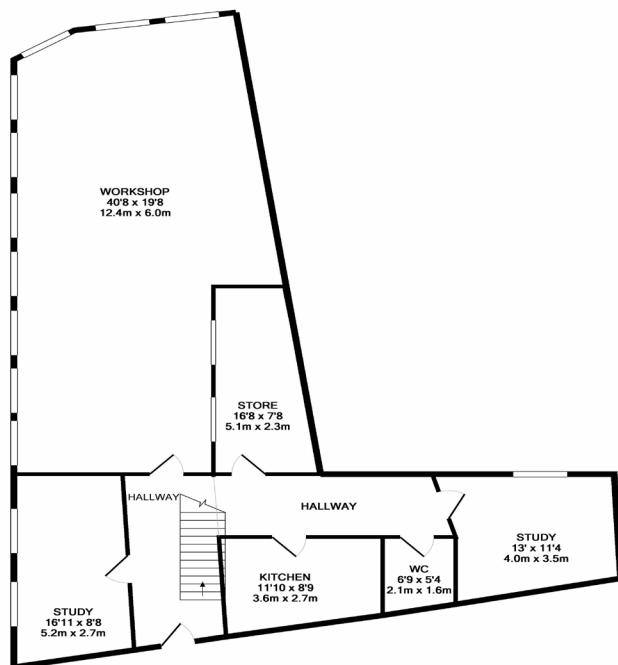 WORKSHOP
40'8 x 19'8
12.4m x 6.0m
STORE
16'8 x 7'8
5.1m x 2.3m
HALLWAY
HALLWAY
STUDY
13' x 11'4
4.0m x 3.5m
KITCHEN
11'10 x 8'9
3.6m x 2.7m
WC
6'9 x 5'4
2.1m x 1.6m
STUDY
16'11 x 8'8
5.2m x 2.7m